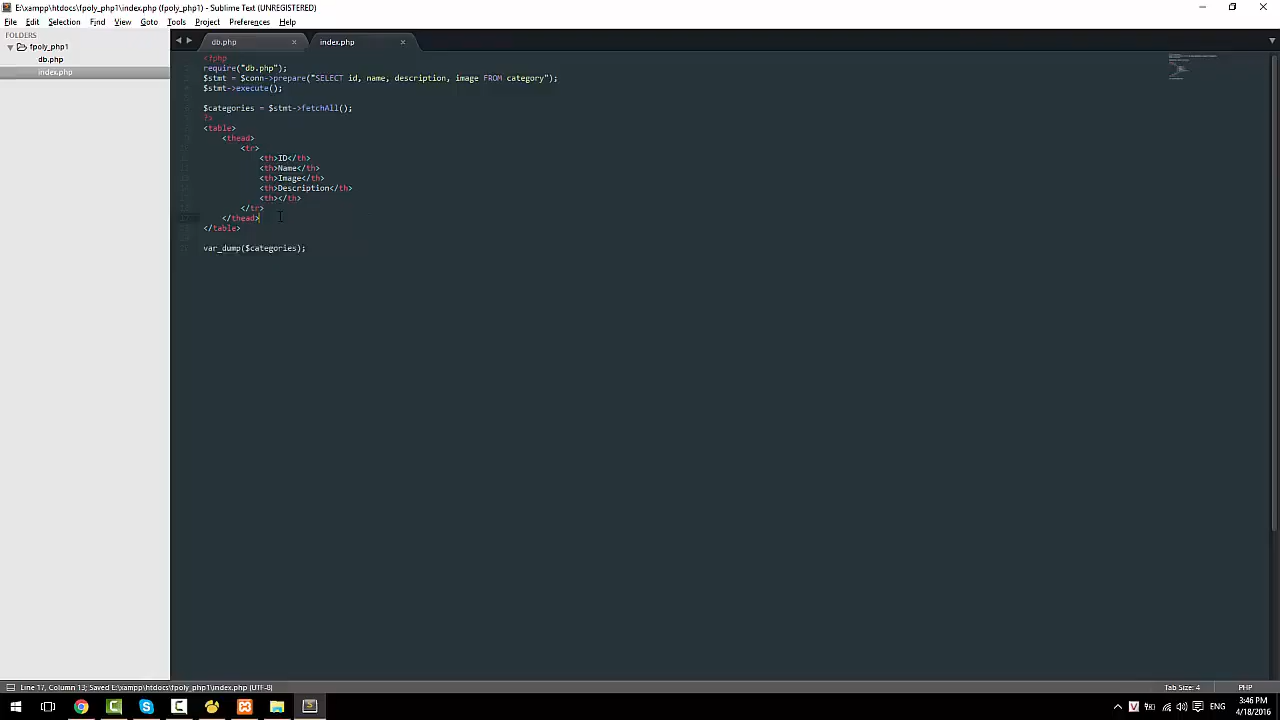 E:\xampp\htdocs\fpoly_php1\index.php (fpoly_php1) - Sublime Text (UNREGISTERED)
File Edit Selection Find View Goto Tools Project Preferences Help
FOLDERS
fpoly_php1
db.php
index.php
db.php × index.php ×
<?php
require("db.php");
$stmt = $conn->prepare("SELECT id, name, description, image FROM category");
$stmt->execute();
$categories = $stmt->fetchAll();
?>
<table>
<thead>
<tr>
<th>ID</th>
<th>Name</th>
<th>Image</th>
<th>Description</th>
<th></th>
</tr>
</thead>
</table>
var_dump($categories);
Line 17, Column 13; Saved E:\xampp\htdocs\fpoly_php1\index.php (UTF-8)
Tab Size: 4
PHP
ENG
3:46 PM
4/18/2016